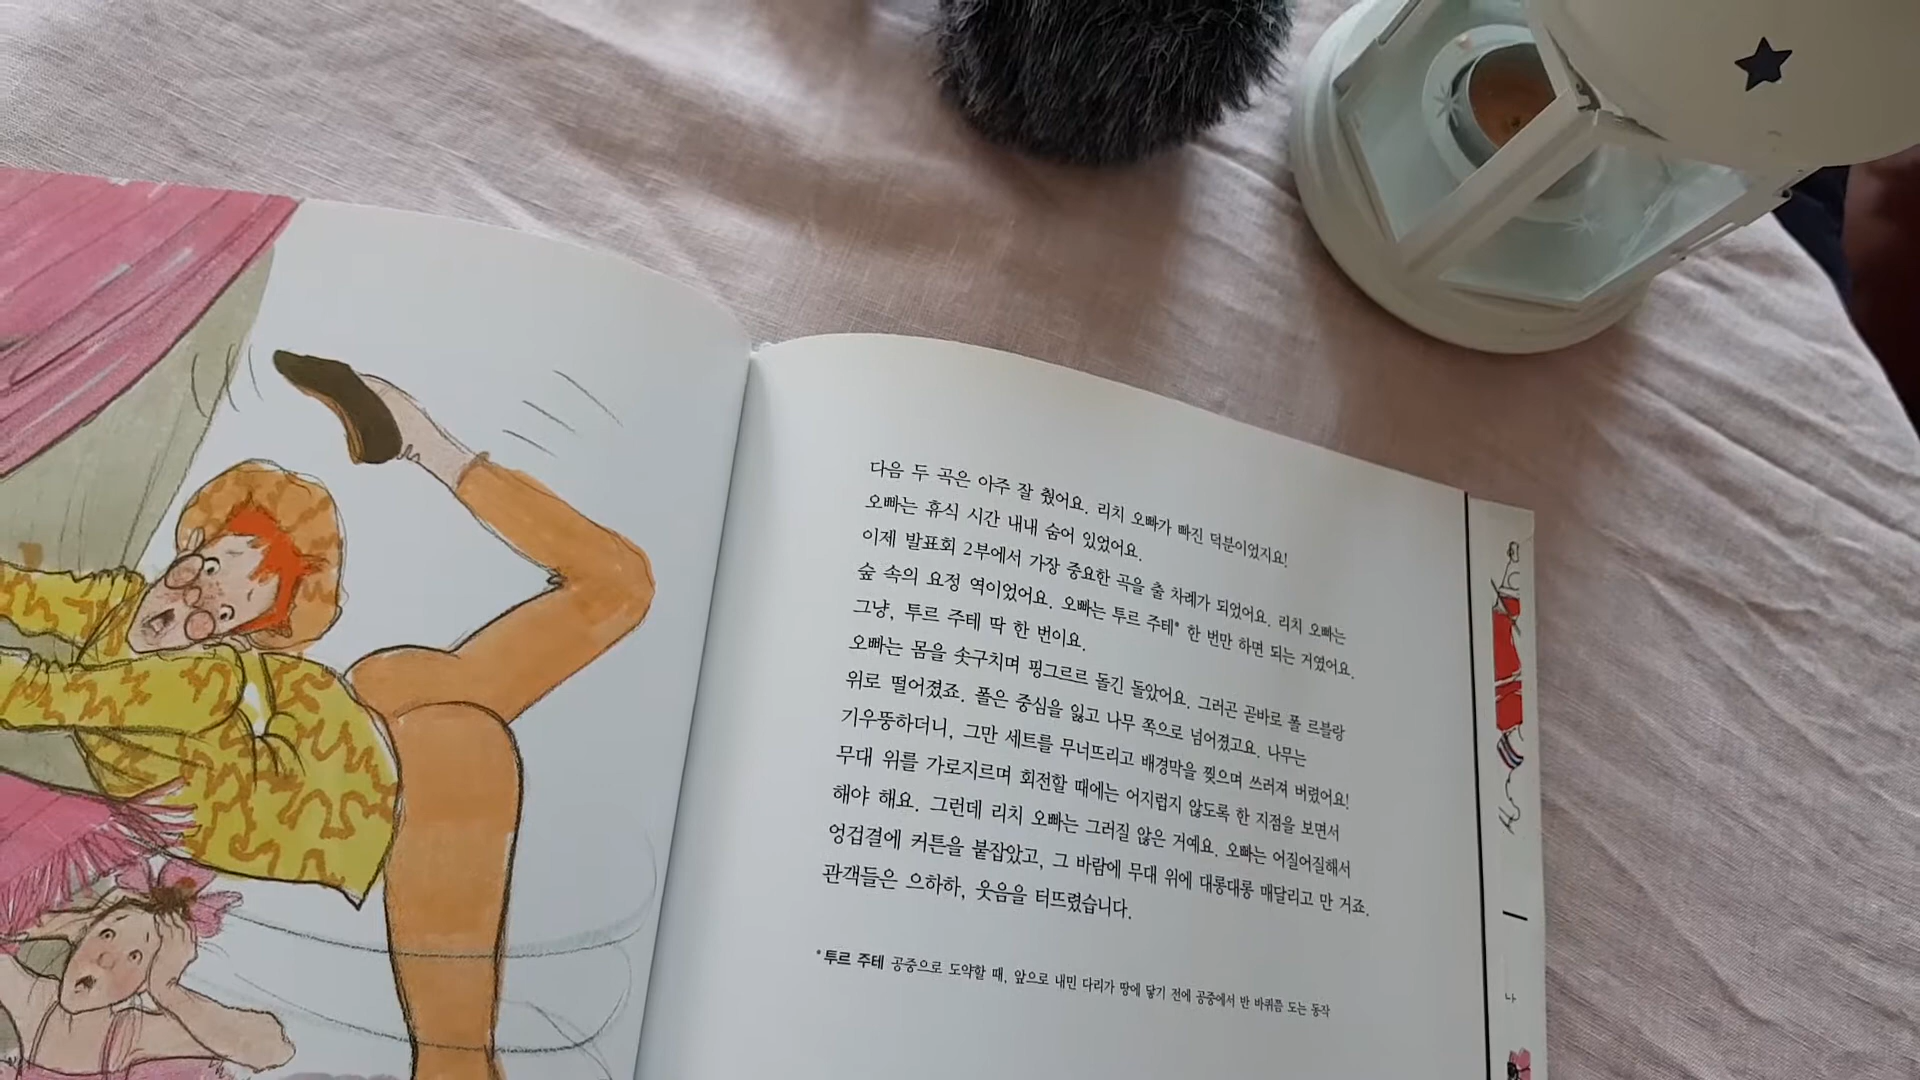 다음 두 곡은 아주 잘 췄어요. 리치 오빠가 빠진 덕분이었지요!
오빠는 휴식 시간 내내 숨어 있었어요.
이제 발표회 2부에서 가장 중요한 곡을 출 차례가 되었어요. 리치 오빠는
숲 속의 요정 역이었어요. 오빠는 투르 주테* 한 번만 하면 되는 거였어요.
그냥, 투르 주테 딱 한 번이요.
오빠는 몸을 솟구치며 핑그르르 돌긴 돌았어요. 그러곤 곧바로 폴 르블랑
위로 떨어졌죠. 폴은 중심을 잃고 나무 쪽으로 넘어졌고요. 나무는
기우뚱하더니, 그만 세트를 무너뜨리고 배경막을 찢으며 쓰러져 버렸어요!
무대 위를 가로지르며 회전할 때에는 어지럽지 않도록 한 지점을 보면서
해야 해요. 그런데 리치 오빠는 그러질 않은 거예요. 오빠는 어질어질해서
엉겁결에 커튼을 붙잡았고, 그 바람에 무대 위에 대롱대롱 매달리고 만 거죠.
관객들은 으하하, 웃음을 터뜨렸습니다.
*투르 주테 공중으로 도약할 때, 앞으로 내민 다리가 땅에 닿기 전에 공중에서 반 바퀴쯤 도는 동작
나